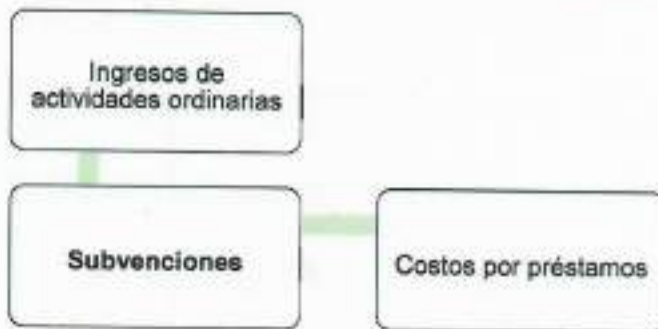 Ingresos de
actividades ordinarias
Subvenciones
Costos por préstamos